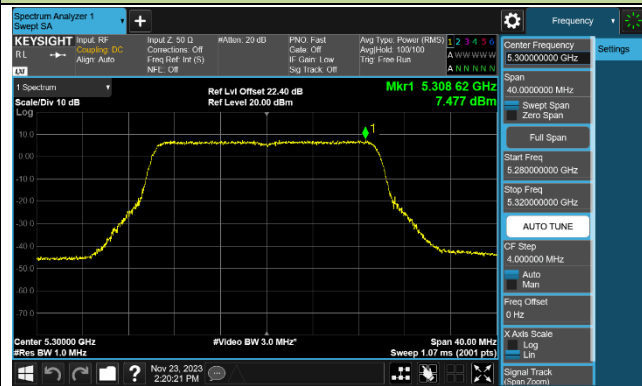 Spectrum Analyzer 1
Swept SA
Frequency
KEYSIGHT
RL
LXI
Input: RF
Coupling: DC
Align: Auto
Input Z: 50 Ω
Corrections: Off
Freq Ref: Int (S)
NFE: Off
#Atten: 20 dB
PNO: Fast
Gate: Off
IF Gain: Low
Sig Track: Off
Avg Type: Power (RMS)
Avg|Hold: 100/100
Trig: Free Run
1 2 3 4 5 6
A W W W W W
A N N N N N
1 Spectrum
Scale/Div 10 dB
Log
Ref Lvl Offset 22.40 dB
Ref Level 20.00 dBm
Mkr1 5.308 62 GHz
7.477 dBm
1
10.0
0.00
-10.0
-20.0
-30.0
-40.0
-50.0
-60.0
-70.0
Center 5.30000 GHz
#Res BW 1.0 MHz
#Video BW 3.0 MHz*
Span 40.00 MHz
Sweep 1.07 ms (2001 pts)
Center Frequency
5.300000000 GHz
Settings
Span
40.0000000 MHz
Swept Span
Zero Span
Full Span
Start Freq
5.280000000 GHz
Stop Freq
5.320000000 GHz
AUTO TUNE
CF Step
4.000000 MHz
Auto
Man
Freq Offset
0 Hz
X Axis Scale
Log
Lin
Signal Track
(Span Zoom)
Nov 23, 2023
2:20:21 PM